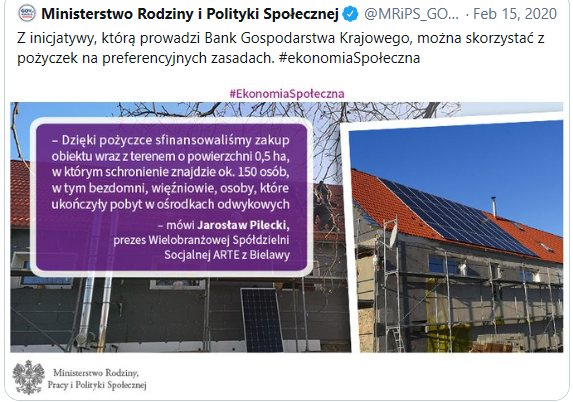 Ministerstwo Rodziny i Polityki Społecznej @MRiPS_GO... · Feb 15, 2020
Z inicjatywy, którą prowadzi Bank Gospodarstwa Krajowego, można skorzystać z
pożyczek na preferencyjnych zasadach. #ekonomiaSpołeczna
#EkonomiaSpołeczna
– Dzięki pożyczce sfinansowaliśmy zakup
obiektu wraz z terenem o powierzchni 0,5 ha,
w którym schronienie znajdzie ok. 150 osób,
w tym bezdomni, więźniowie, osoby, które
ukończyły pobyt w ośrodkach odwykowych
– mówi Jarosław Pilecki,
prezes Wielobranżowej Spółdzielni
Socjalnej ARTE z Bielawy
Ministerstwo Rodziny,
Pracy i Polityki Społecznej